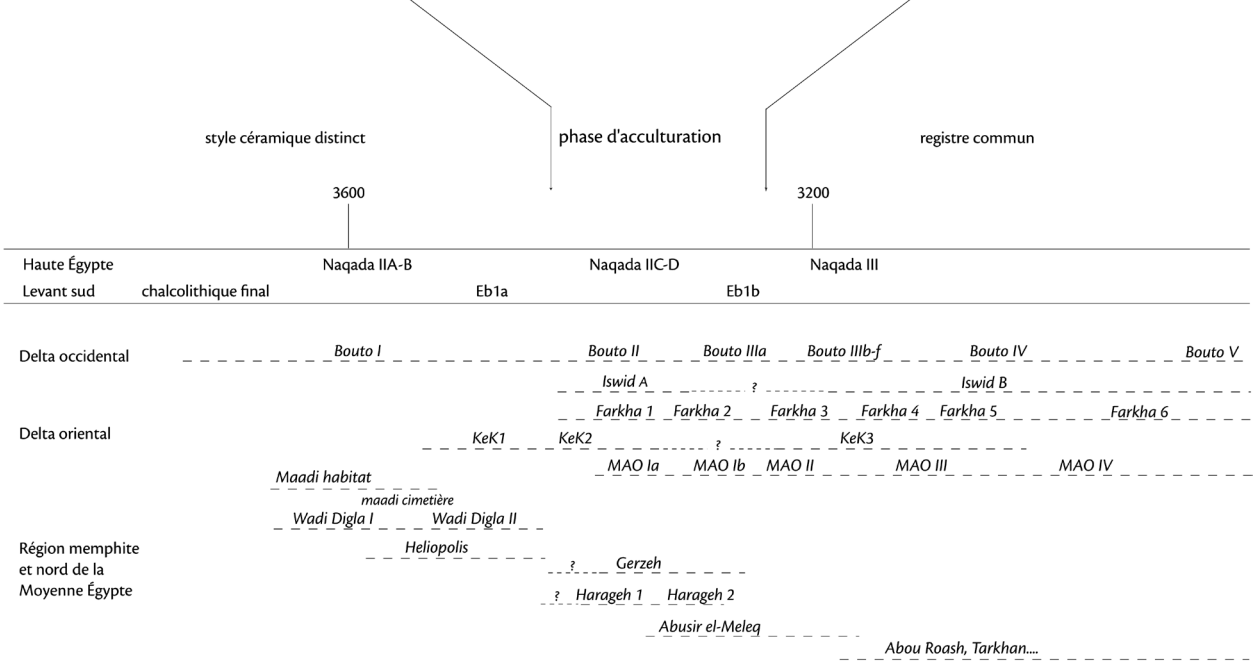 style céramique distinct phase d'acculturation registre commun
3600 3200
Haute Égypte Naqada IIA-B Naqada IIC-D Naqada III
Levant sud chalcolithique final Eb1a Eb1b
Delta occidental Bouto I Bouto II Bouto IIIa Bouto IIIb-f Bouto IV Bouto V
Iswid A ? Iswid B
Farkha 1 Farkha 2 Farkha 3 Farkha 4 Farkha 5 Farkha 6
Delta oriental
KeK1 KeK2 ? KeK3
MAO Ia MAO Ib MAO II MAO III MAO IV
Maadi habitat
maadi cimetière
Wadi Digla I Wadi Digla II
Région memphite
et nord de la
Moyenne Égypte
Heliopolis
? Gerzeh
? Harageh 1 Harageh 2
Abusir el-Meleq
Abou Roash, Tarkhan....